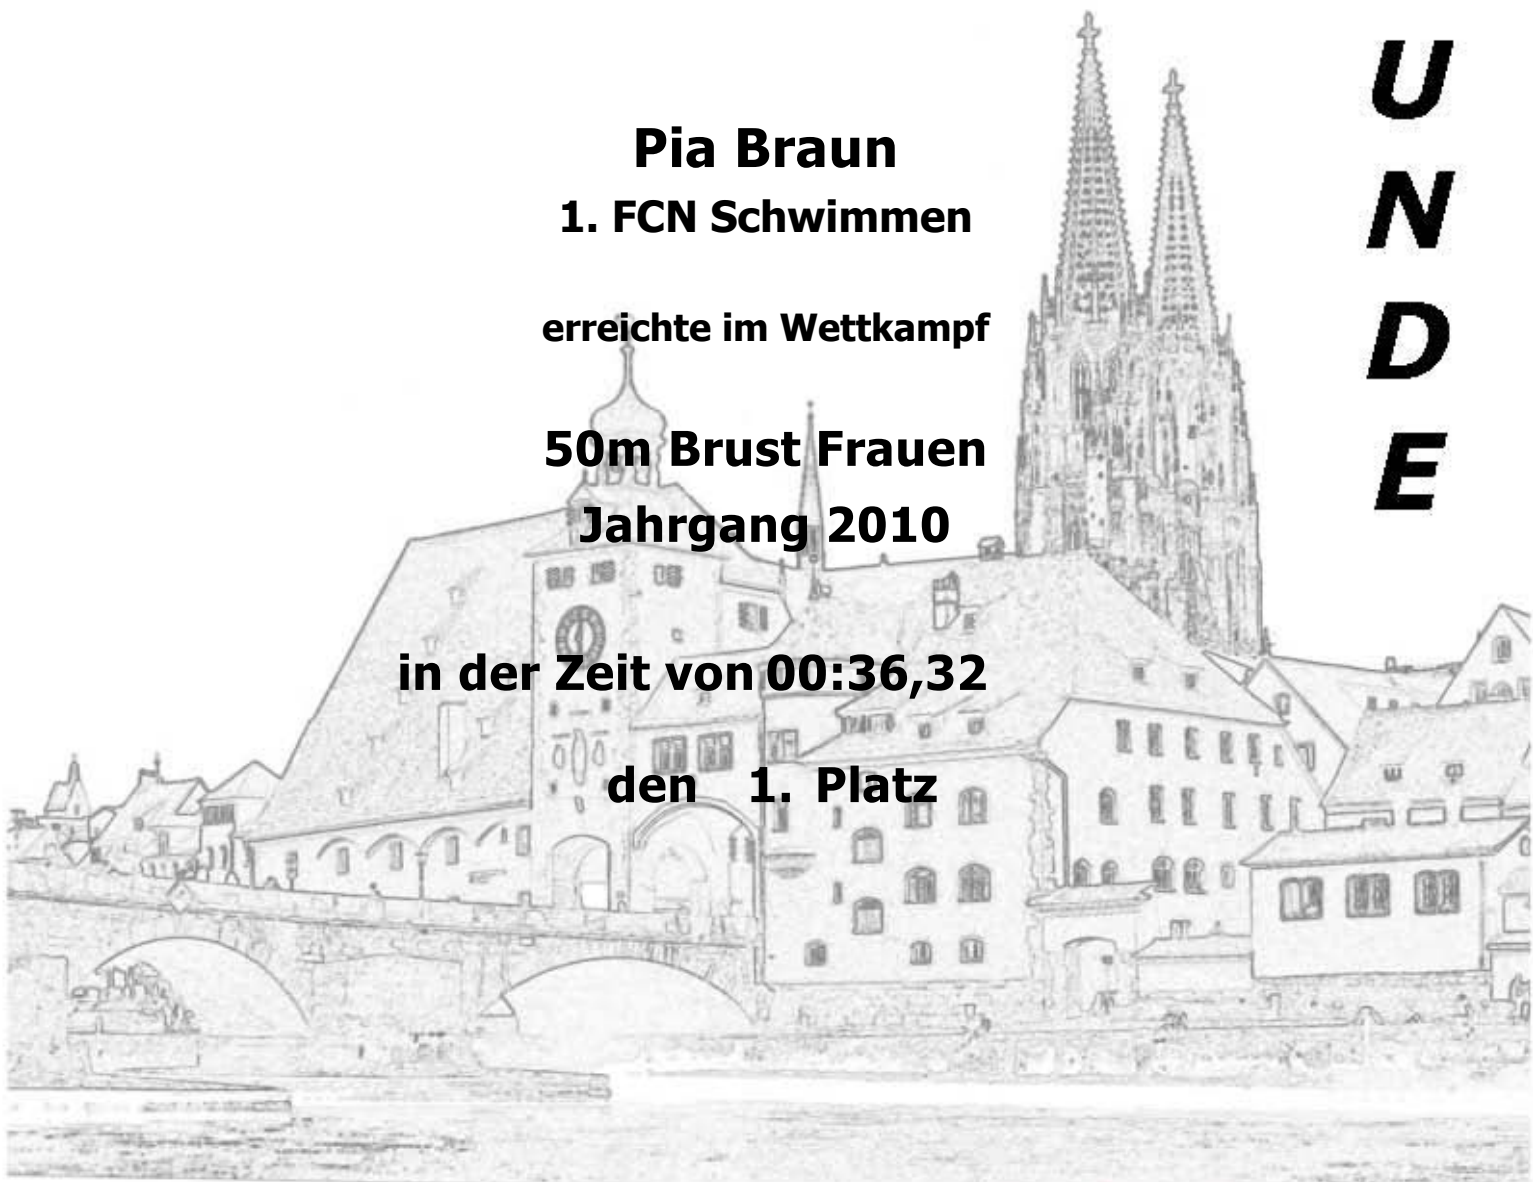 Pia Braun
1. FCN Schwimmen
erreichte im Wettkampf
50m Brust Frauen
Jahrgang 2010
in der Zeit von 00:36,32
den 1. Platz
U
N
D
E